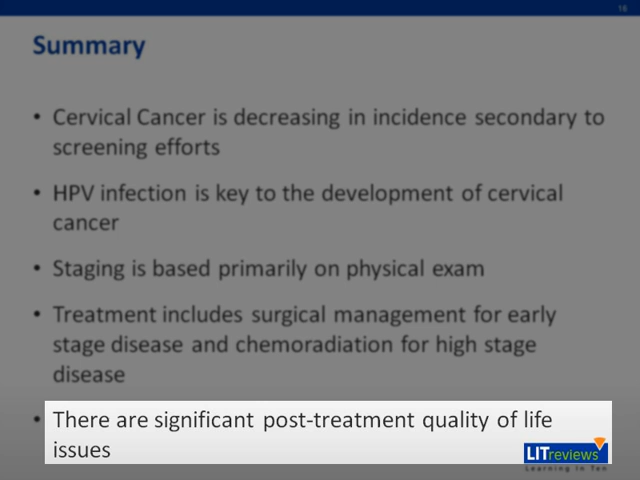 18
Summary
• Cervical Cancer is decreasing in incidence secondary to
screening efforts
• HPV infection is key to the development of cervical
cancer
• Staging is based primarily on physical exam
• Treatment includes surgical management for early
stage disease and chemoradiation for high stage
disease
• There are significant post-treatment quality of life
issues
LITreviews
Learning In Ten